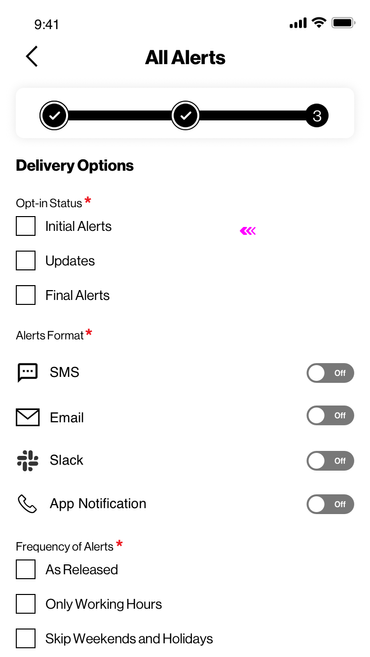 9:41
All Alerts
3
Delivery Options
Opt-in Status *
Initial Alerts
Updates
Final Alerts
Alerts Format *
SMS
Off
Email
Off
Slack
Off
App Notification
Off
Frequency of Alerts *
As Released
Only Working Hours
Skip Weekends and Holidays